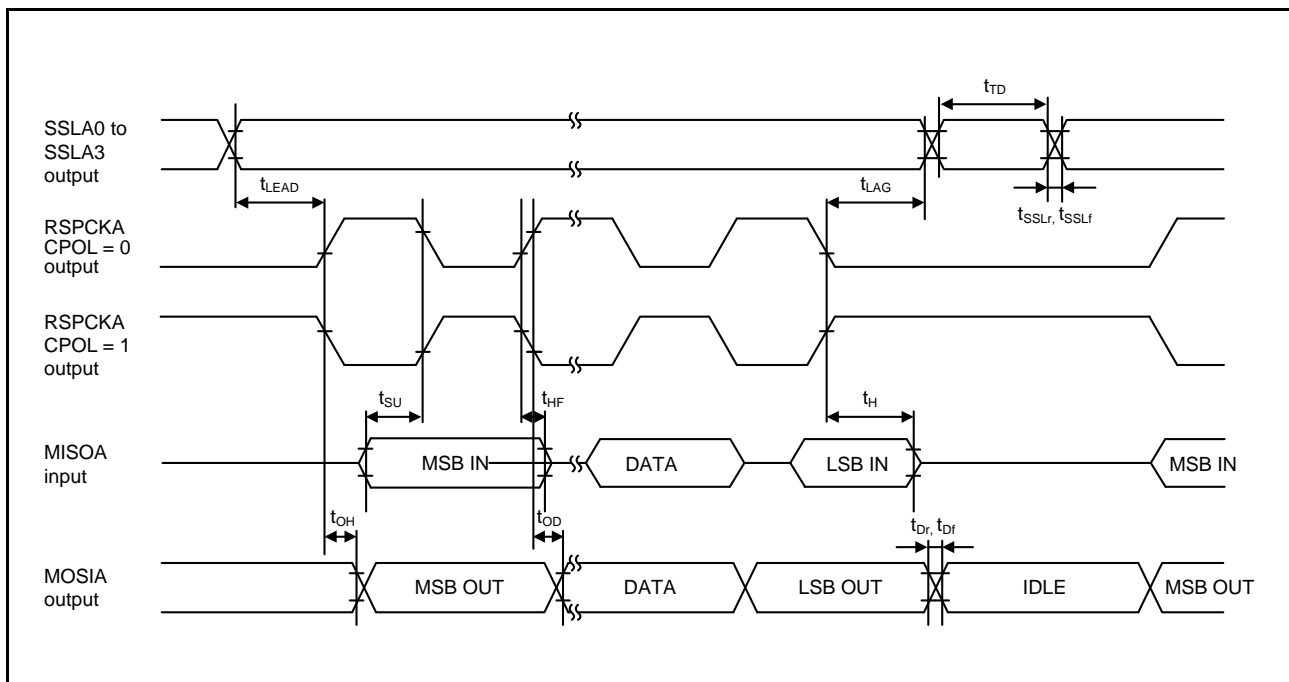 tTD
SSLA0 to
SSLA3
output
tLEAD
tLAG
tSSLr, tSSLf
RSPCKA
CPOL = 0
output
RSPCKA
CPOL = 1
output
tSU
tHF
tH
MISOA
input
MSB IN
DATA
LSB IN
MSB IN
tOH
tOD
tDr, tDf
MOSIA
output
MSB OUT
DATA
LSB OUT
IDLE
MSB OUT